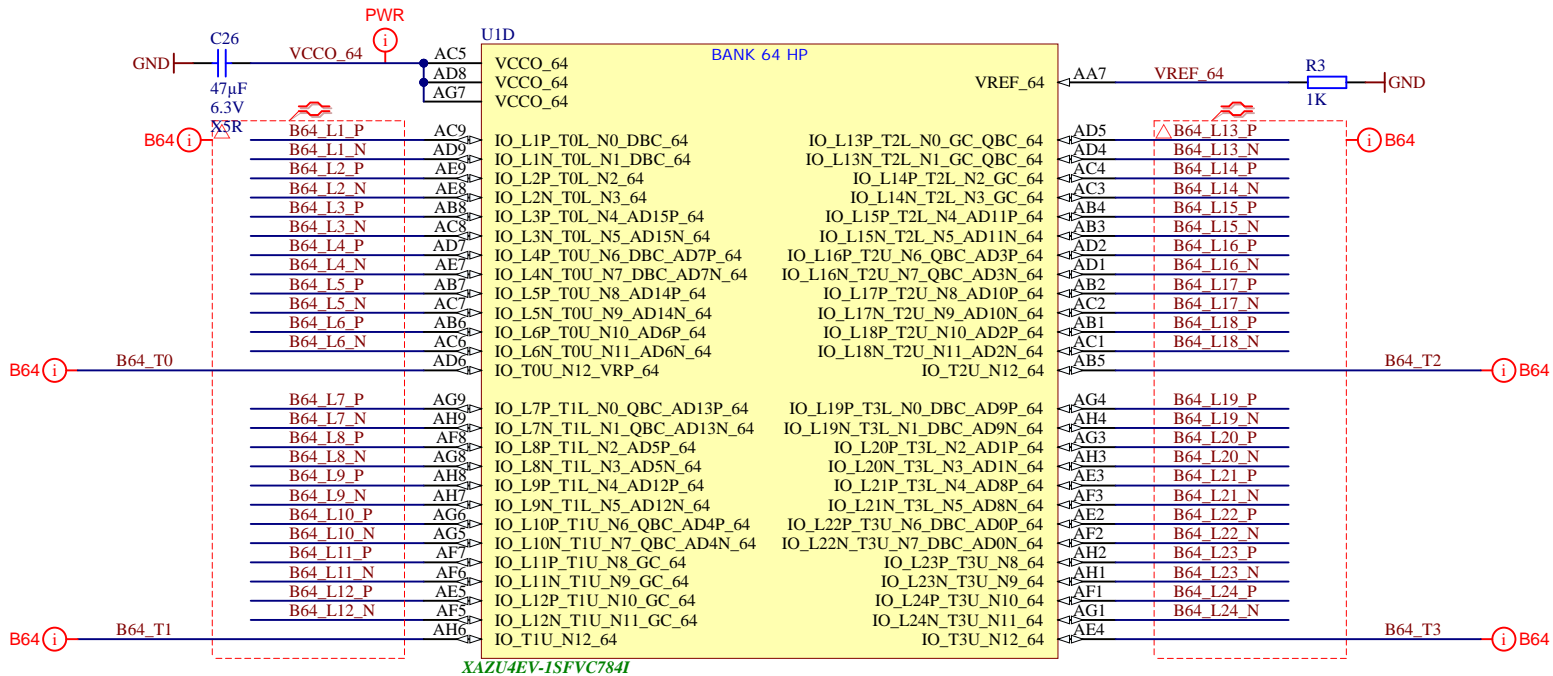 PWR
i
C26
GND
VCCO_64
47µF
6.3V
X5R
U1D
BANK 64 HP
AC5 VCCO_64
AD8 VCCO_64
AG7 VCCO_64
VREF_64 AA7 VREF_64
R3
1K
GND
B64 i
i B64
B64_L1_P AC9 IO_L1P_T0L_N0_DBC_64 IO_L13P_T2L_N0_GC_QBC_64 AD5 B64_L13_P
B64_L1_N AD9 IO_L1N_T0L_N1_DBC_64 IO_L13N_T2L_N1_GC_QBC_64 AD4 B64_L13_N
B64_L2_P AE9 IO_L2P_T0L_N2_64 IO_L14P_T2L_N2_GC_64 AC4 B64_L14_P
B64_L2_N AE8 IO_L2N_T0L_N3_64 IO_L14N_T2L_N3_GC_64 AC3 B64_L14_N
B64_L3_P AB8 IO_L3P_T0L_N4_AD15P_64 IO_L15P_T2L_N4_AD11P_64 AB4 B64_L15_P
B64_L3_N AC8 IO_L3N_T0L_N5_AD15N_64 IO_L15N_T2L_N5_AD11N_64 AB3 B64_L15_N
B64_L4_P AD7 IO_L4P_T0U_N6_DBC_AD7P_64 IO_L16P_T2U_N6_QBC_AD3P_64 AD2 B64_L16_P
B64_L4_N AE7 IO_L4N_T0U_N7_DBC_AD7N_64 IO_L16N_T2U_N7_QBC_AD3N_64 AD1 B64_L16_N
B64_L5_P AB7 IO_L5P_T0U_N8_AD14P_64 IO_L17P_T2U_N8_AD10P_64 AB2 B64_L17_P
B64_L5_N AC7 IO_L5N_T0U_N9_AD14N_64 IO_L17N_T2U_N9_AD10N_64 AC2 B64_L17_N
B64_L6_P AB6 IO_L6P_T0U_N10_AD6P_64 IO_L18P_T2U_N10_AD2P_64 AB1 B64_L18_P
B64_L6_N AC6 IO_L6N_T0U_N11_AD6N_64 IO_L18N_T2U_N11_AD2N_64 AC1 B64_L18_N
B64 i B64_T0 AD6 IO_T0U_N12_VRP_64 IO_T2U_N12_64 AB5 B64_T2 i B64
B64_L7_P AG9 IO_L7P_T1L_N0_QBC_AD13P_64 IO_L19P_T3L_N0_DBC_AD9P_64 AG4 B64_L19_P
B64_L7_N AH9 IO_L7N_T1L_N1_QBC_AD13N_64 IO_L19N_T3L_N1_DBC_AD9N_64 AH4 B64_L19_N
B64_L8_P AF8 IO_L8P_T1L_N2_AD5P_64 IO_L20P_T3L_N2_AD1P_64 AG3 B64_L20_P
B64_L8_N AG8 IO_L8N_T1L_N3_AD5N_64 IO_L20N_T3L_N3_AD1N_64 AH3 B64_L20_N
B64_L9_P AH8 IO_L9P_T1L_N4_AD12P_64 IO_L21P_T3L_N4_AD8P_64 AE3 B64_L21_P
B64_L9_N AH7 IO_L9N_T1L_N5_AD12N_64 IO_L21N_T3L_N5_AD8N_64 AF3 B64_L21_N
B64_L10_P AG6 IO_L10P_T1U_N6_QBC_AD4P_64 IO_L22P_T3U_N6_DBC_AD0P_64 AE2 B64_L22_P
B64_L10_N AG5 IO_L10N_T1U_N7_QBC_AD4N_64 IO_L22N_T3U_N7_DBC_AD0N_64 AF2 B64_L22_N
B64_L11_P AF7 IO_L11P_T1U_N8_GC_64 IO_L23P_T3U_N8_64 AH2 B64_L23_P
B64_L11_N AF6 IO_L11N_T1U_N9_GC_64 IO_L23N_T3U_N9_64 AH1 B64_L23_N
B64_L12_P AE5 IO_L12P_T1U_N10_GC_64 IO_L24P_T3U_N10_64 AF1 B64_L24_P
B64_L12_N AF5 IO_L12N_T1U_N11_GC_64 IO_L24N_T3U_N11_64 AG1 B64_L24_N
B64 i B64_T1 AH6 IO_T1U_N12_64 IO_T3U_N12_64 AE4 B64_T3 i B64
XAZU4EV-1SFVC784I